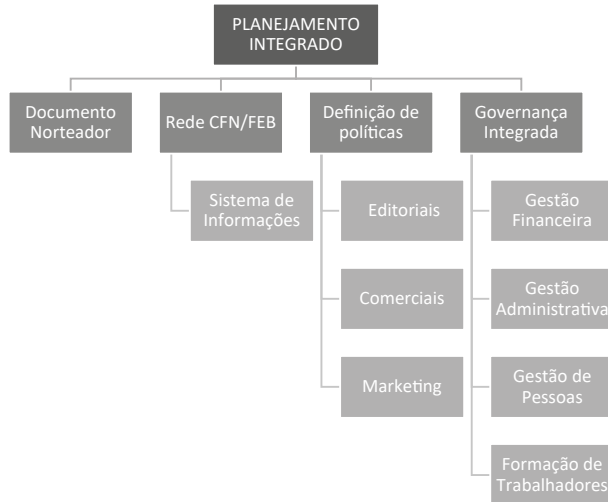 PLANEJAMENTO
INTEGRADO
Documento
Norteador
Rede CFN/FEB
Definição de
políticas
Governança
Integrada
Sistema de
Informações
Editoriais
Gestão
Financeira
Comerciais
Gestão
Administrativa
Marketing
Gestão de
Pessoas
Formação de
Trabalhadores